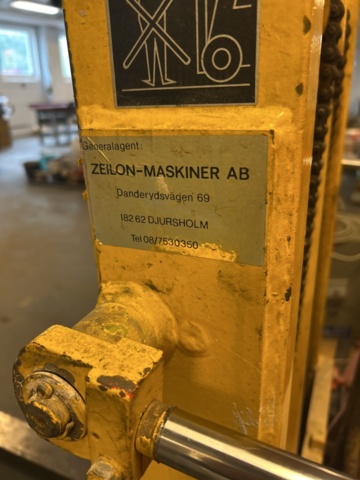 Generalagent:
ZEILON-MASKINER AB
Danderydsvägen 69
182 62 DJURSHOLM
Tel 08/7530350